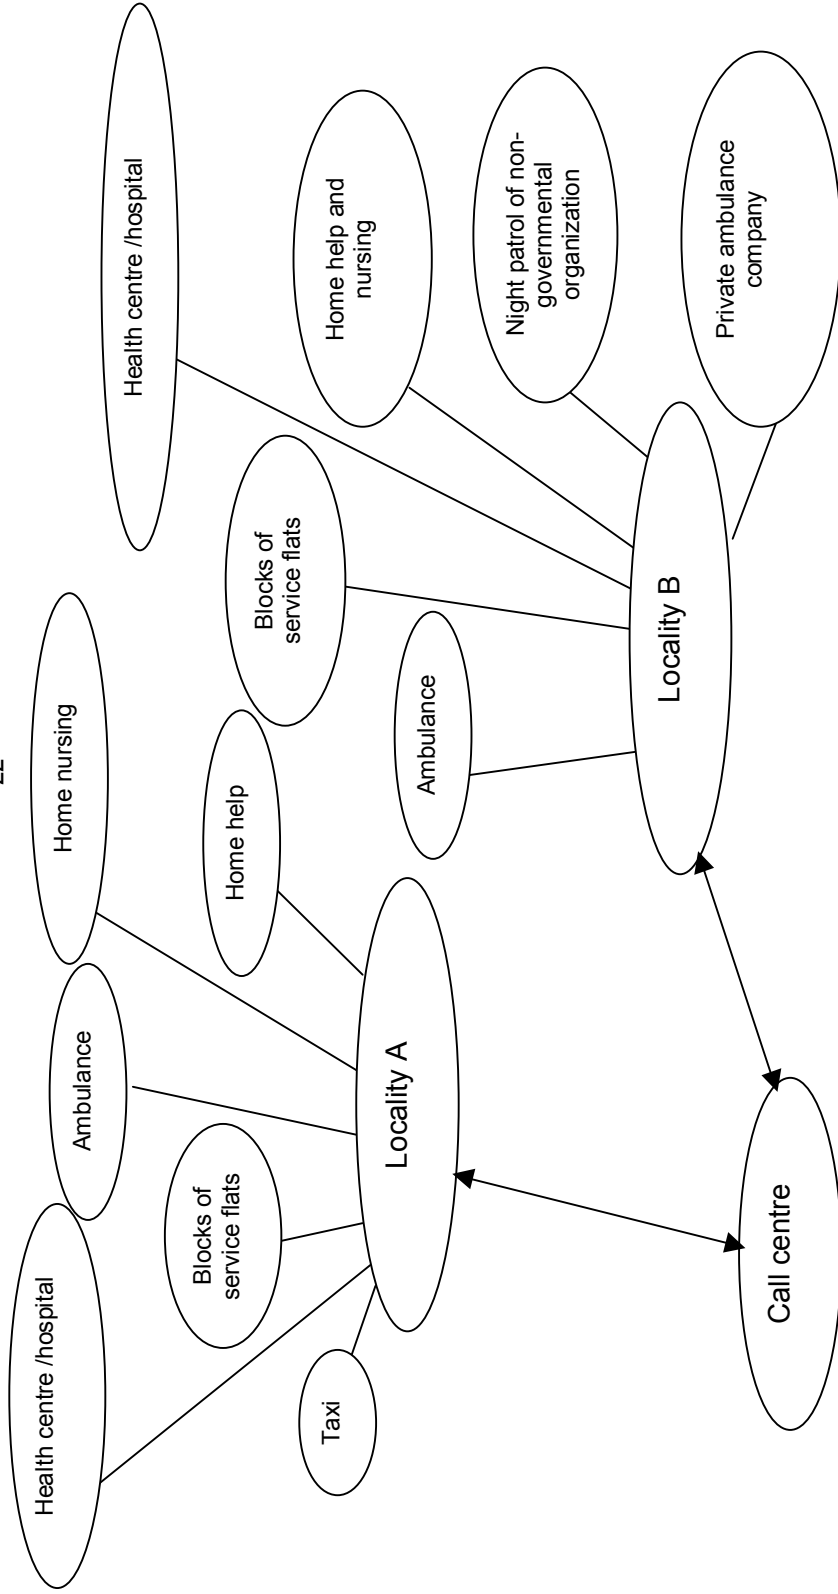 22
Health centre /hospital
Ambulance
Home nursing
Blocks of
service flats
Home help
Taxi
Locality A
Health centre /hospital
Blocks of
service flats
Home help and
nursing
Ambulance
Night patrol of non-
governmental
organization
Locality B
Private ambulance
company
Call centre